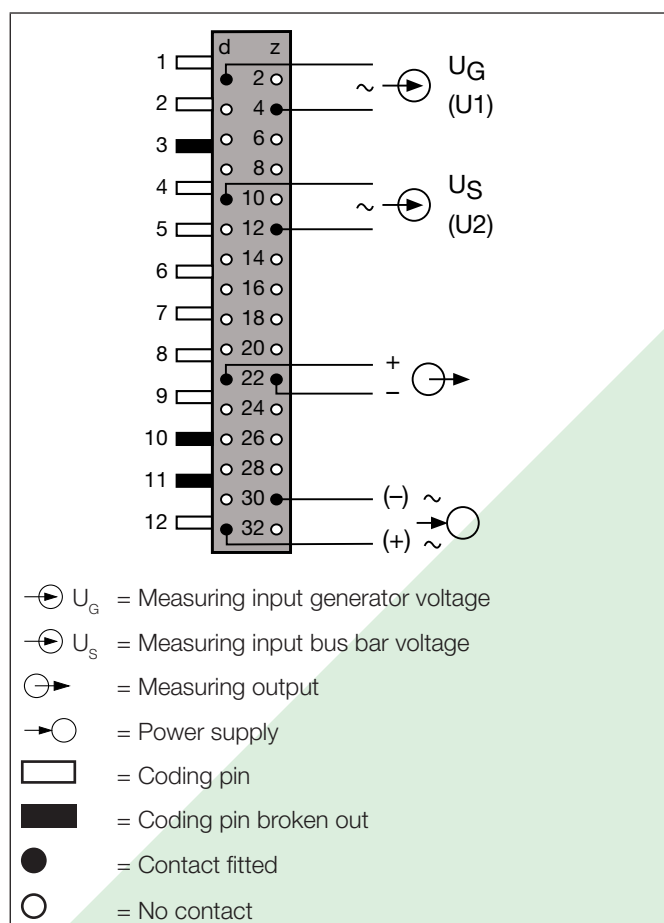 d z
1
2
~
U_G
2
4
(U1)
3
6
8
4
10
~
U_S
5
12
(U2)
14
6
16
7
18
8
20
+
22
–
9
24
10
26
28
11
30
(–) ~
12
32
(+) ~
U_G = Measuring input generator voltage
U_S = Measuring input bus bar voltage
= Measuring output
= Power supply
= Coding pin
= Coding pin broken out
= Contact fitted
= No contact